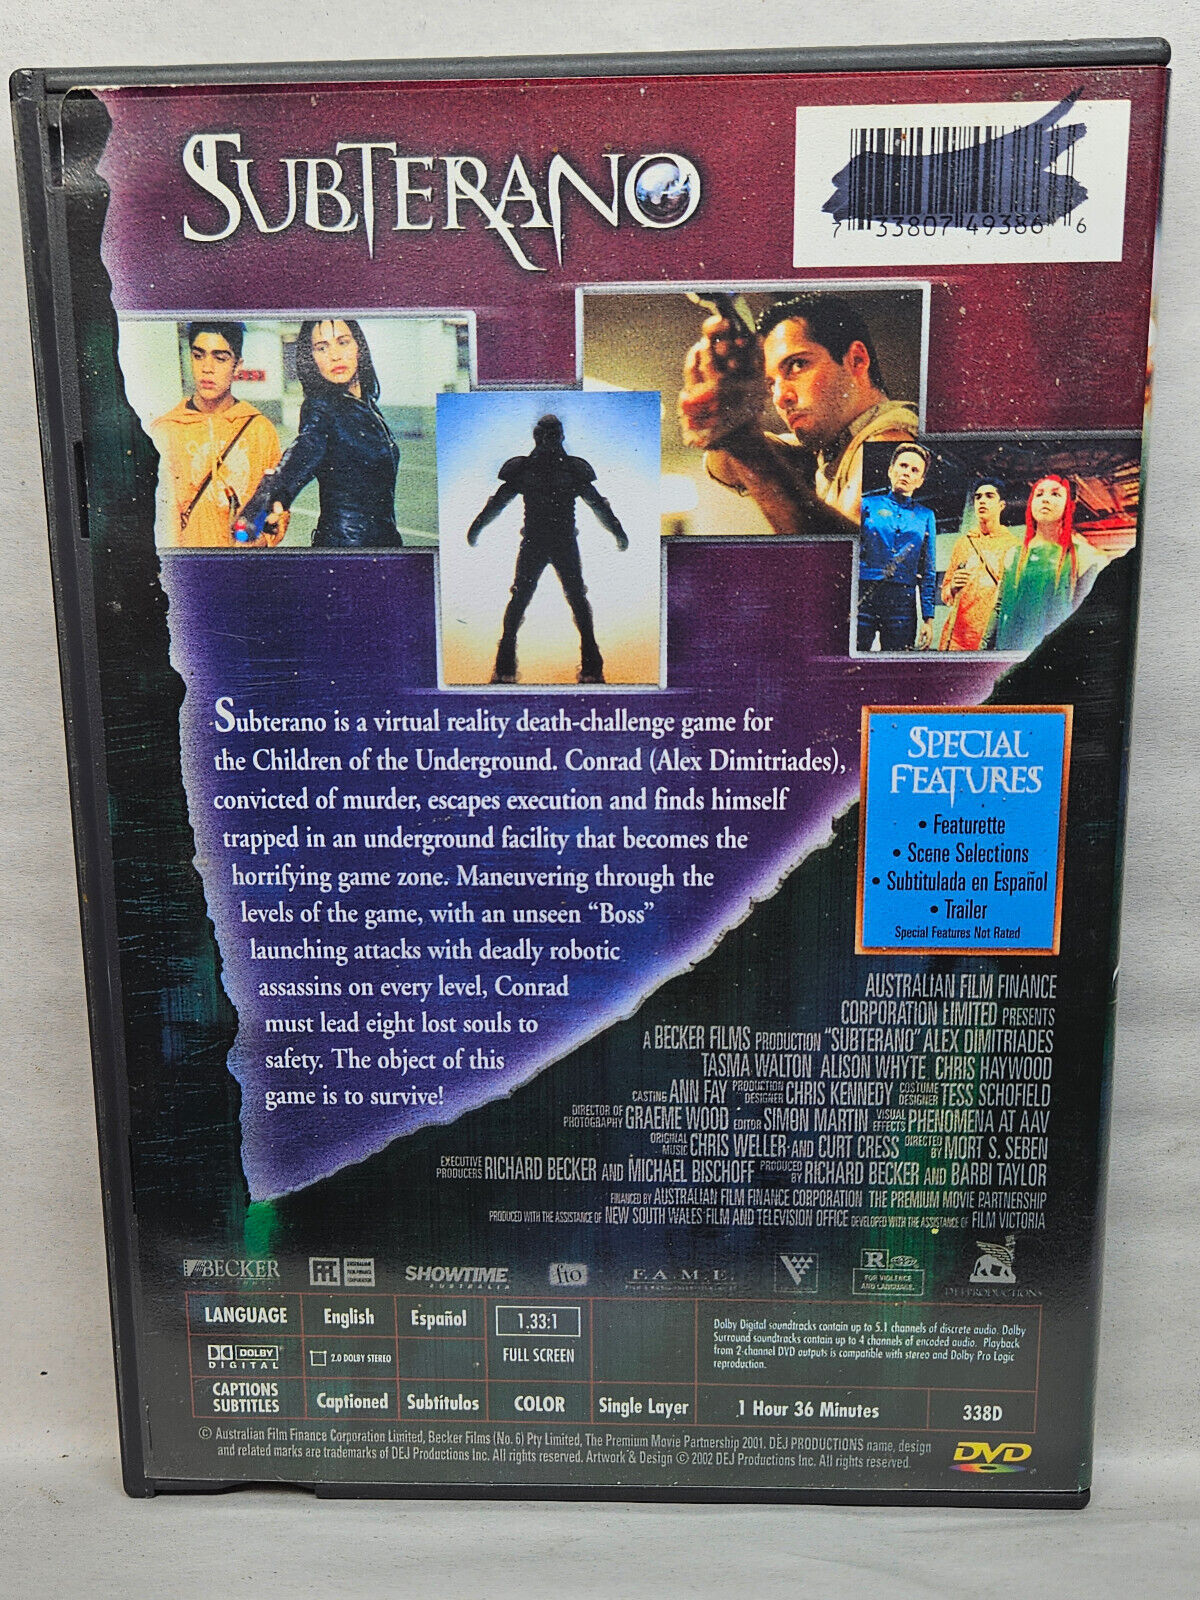 SUBTERANO
7 33807 49386 6
Subterano is a virtual reality death-challenge game for
the Children of the Underground. Conrad (Alex Dimitriades),
convicted of murder, escapes execution and finds himself
trapped in an underground facility that becomes the
horrifying game zone. Maneuvering through the
levels of the game, with an unseen “Boss”
launching attacks with deadly robotic
assassins on every level, Conrad
must lead eight lost souls to
safety. The object of this
game is to survive!
SPECIAL
FEATURES
• Featurette
• Scene Selections
• Subtitulada en Español
• Trailer
Special Features Not Rated
AUSTRALIAN FILM FINANCE
CORPORATION LIMITED PRESENTS
A BECKER FILMS PRODUCTION "SUBTERANO" ALEX DIMITRIADES
TASMA WALTON ALISON WHYTE CHRIS HAYWOOD
CASTING ANN FAY PRODUCTION DESIGNER CHRIS KENNEDY COSTUME DESIGNER TESS SCHOFIELD
DIRECTOR OF PHOTOGRAPHY GRAEME WOOD EDITOR SIMON MARTIN VISUAL EFFECTS PHENOMENA AT AAV
ORIGINAL MUSIC CHRIS WELLER AND CURT CRESS DIRECTED BY MORT S. SEBEN
EXECUTIVE PRODUCERS RICHARD BECKER AND MICHAEL BISCHOFF PRODUCED BY RICHARD BECKER AND BARBI TAYLOR
FINANCED BY AUSTRALIAN FILM FINANCE CORPORATION THE PREMIUM MOVIE PARTNERSHIP
PRODUCED WITH THE ASSISTANCE OF NEW SOUTH WALES FILM AND TELEVISION OFFICE DEVELOPED WITH THE ASSISTANCE OF FILM VICTORIA
BECKER FFC AUSTRALIAN FILM FINANCE CORPORATION SHOWTIME AUSTRALIA fto F.A.M.E. R FOR VIOLENCE AND LANGUAGE. DEJ PRODUCTIONS
LANGUAGE English Español 1.33:1
FULL SCREEN
DOLBY DIGITAL 2.0 DOLBY STEREO
Dolby Digital soundtracks contain up to 5.1 channels of discrete audio. Dolby
Surround soundtracks contain up to 4 channels of encoded audio. Playback
from 2-channel DVD outputs is compatible with stereo and Dolby Pro Logic
reproduction.
CAPTIONS SUBTITLES Captioned Subtítulos COLOR Single Layer 1 Hour 36 Minutes 338D
© Australian Film Finance Corporation Limited, Becker Films (No. 6) Pty Limited, The Premium Movie Partnership 2001. DEJ PRODUCTIONS name, design
and related marks are trademarks of DEJ Productions Inc. All rights reserved. Artwork & Design © 2002 DEJ Productions Inc. All rights reserved.
DVD